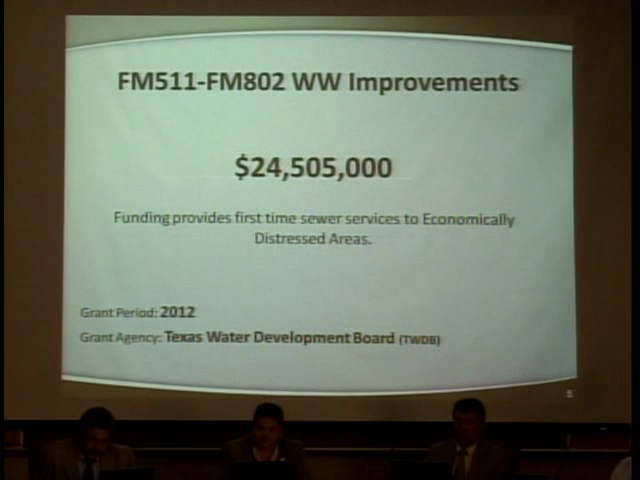 FM511-FM802 WW Improvements
$24,505,000
Funding provides first time sewer services to Economically
Distressed Areas.
Grant Period: 2012
Grant Agency: Texas Water Development Board (TWDB)
5